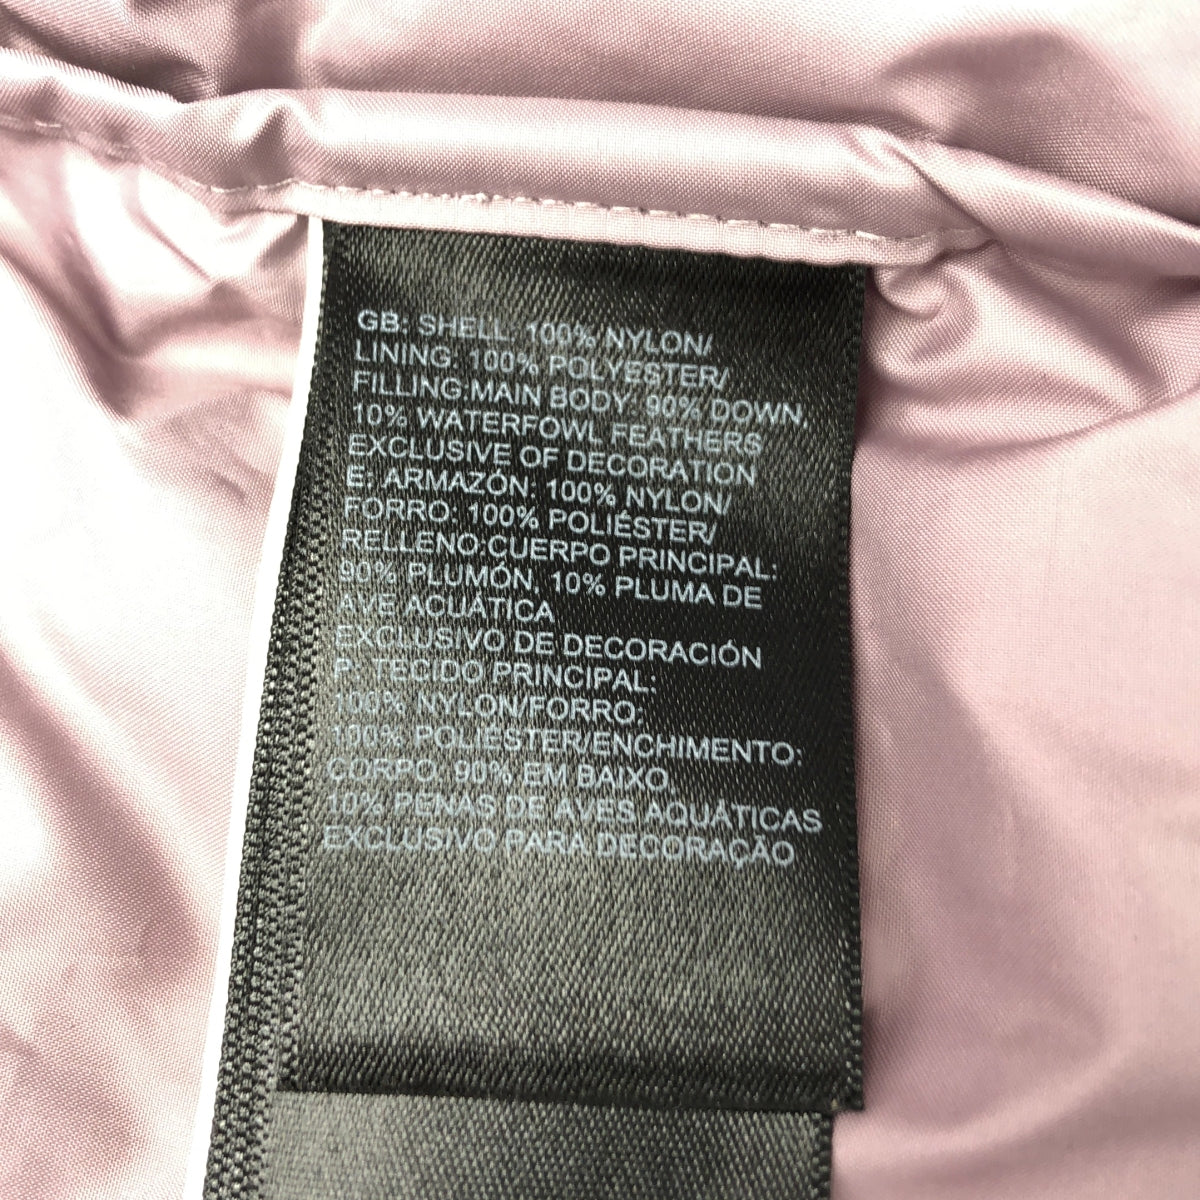 GB: SHELL: 100% NYLON/
LINING: 100% POLYESTER/
FILLING:MAIN BODY: 90% DOWN,
10% WATERFOWL FEATHERS
EXCLUSIVE OF DECORATION
E: ARMAZÓN: 100% NYLON/
FORRO: 100% POLIÉSTER/
RELLENO:CUERPO PRINCIPAL:
90% PLUMÓN, 10% PLUMA DE
AVE ACUÁTICA
EXCLUSIVO DE DECORACIÓN
P: TECIDO PRINCIPAL:
100% NYLON/FORRO:
100% POLIÉSTER/ENCHIMENTO:
CORPO: 90% EM BAIXO,
10% PENAS DE AVES AQUÁTICAS
EXCLUSIVO PARA DECORAÇÃO